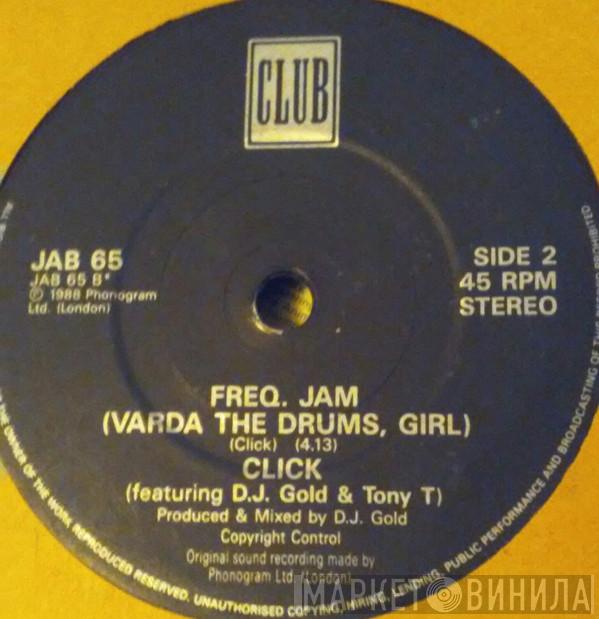 CLUB
JAB 65
JAB 65 B*
℗ 1988 Phonogram
Ltd. (London)
SIDE 2
45 RPM
STEREO
FREQ. JAM
(VARDA THE DRUMS, GIRL)
(Click) (4.13)
CLICK
(featuring D.J. Gold & Tony T)
Produced & Mixed by D.J. Gold
Copyright Control
Original sound recording made by
Phonogram Ltd. (London)
OWNER OF THE WORK REPRODUCED RESERVED. UNAUTHORISED COPYING, HIRING, LENDING, PUBLIC PERFORMANCE AND BROADCASTING OF THIS RECORD PROHIBITED
МАРКЕТ ВИНИЛА